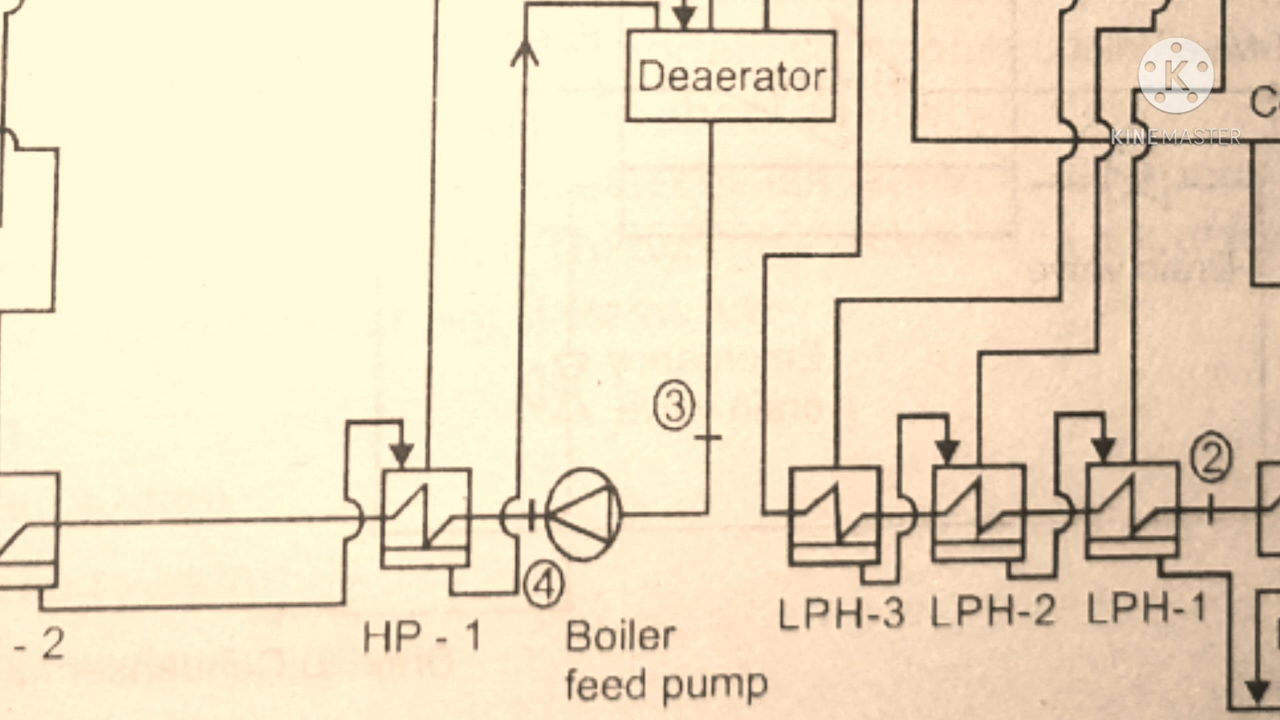 Deaerator
K
KINEMASTER
C
3
2
4
- 2
HP - 1
Boiler
feed pump
LPH-3
LPH-2
LPH-1